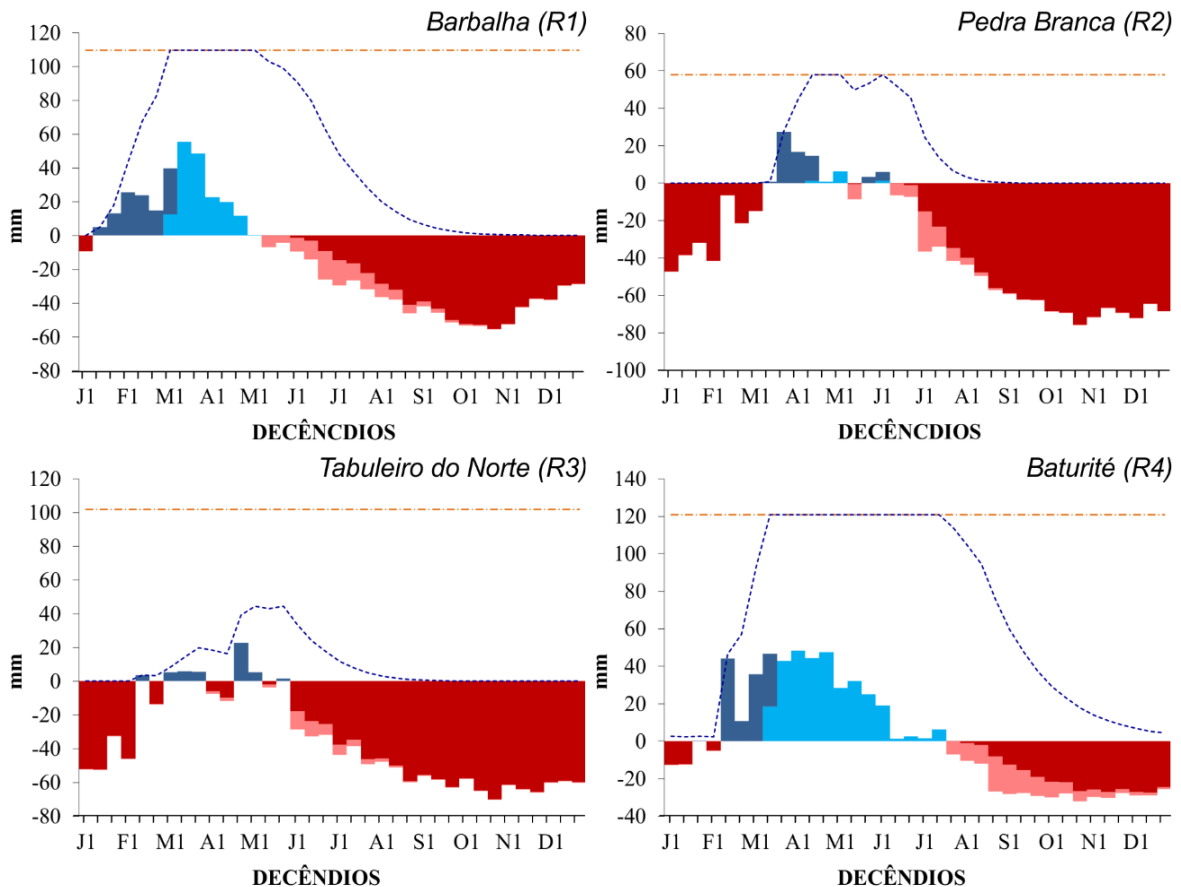 Barbalha (R1)
120
100
80
60
40
20
0
-20
-40
-60
-80
mm
J1 F1 M1 A1 M1 J1 J1 A1 S1 O1 N1 D1
DECÊNCDIOS
Pedra Branca (R2)
80
60
40
20
0
-20
-40
-60
-80
-100
mm
J1 F1 M1 A1 M1 J1 J1 A1 S1 O1 N1 D1
DECÊNCDIOS
Tabuleiro do Norte (R3)
120
100
80
60
40
20
0
-20
-40
-60
-80
mm
J1 F1 M1 A1 M1 J1 J1 A1 S1 O1 N1 D1
DECÊNDIOS
Baturité (R4)
140
120
100
80
60
40
20
0
-20
-40
mm
J1 F1 M1 A1 M1 J1 J1 A1 S1 O1 N1 D1
DECÊNDIOS